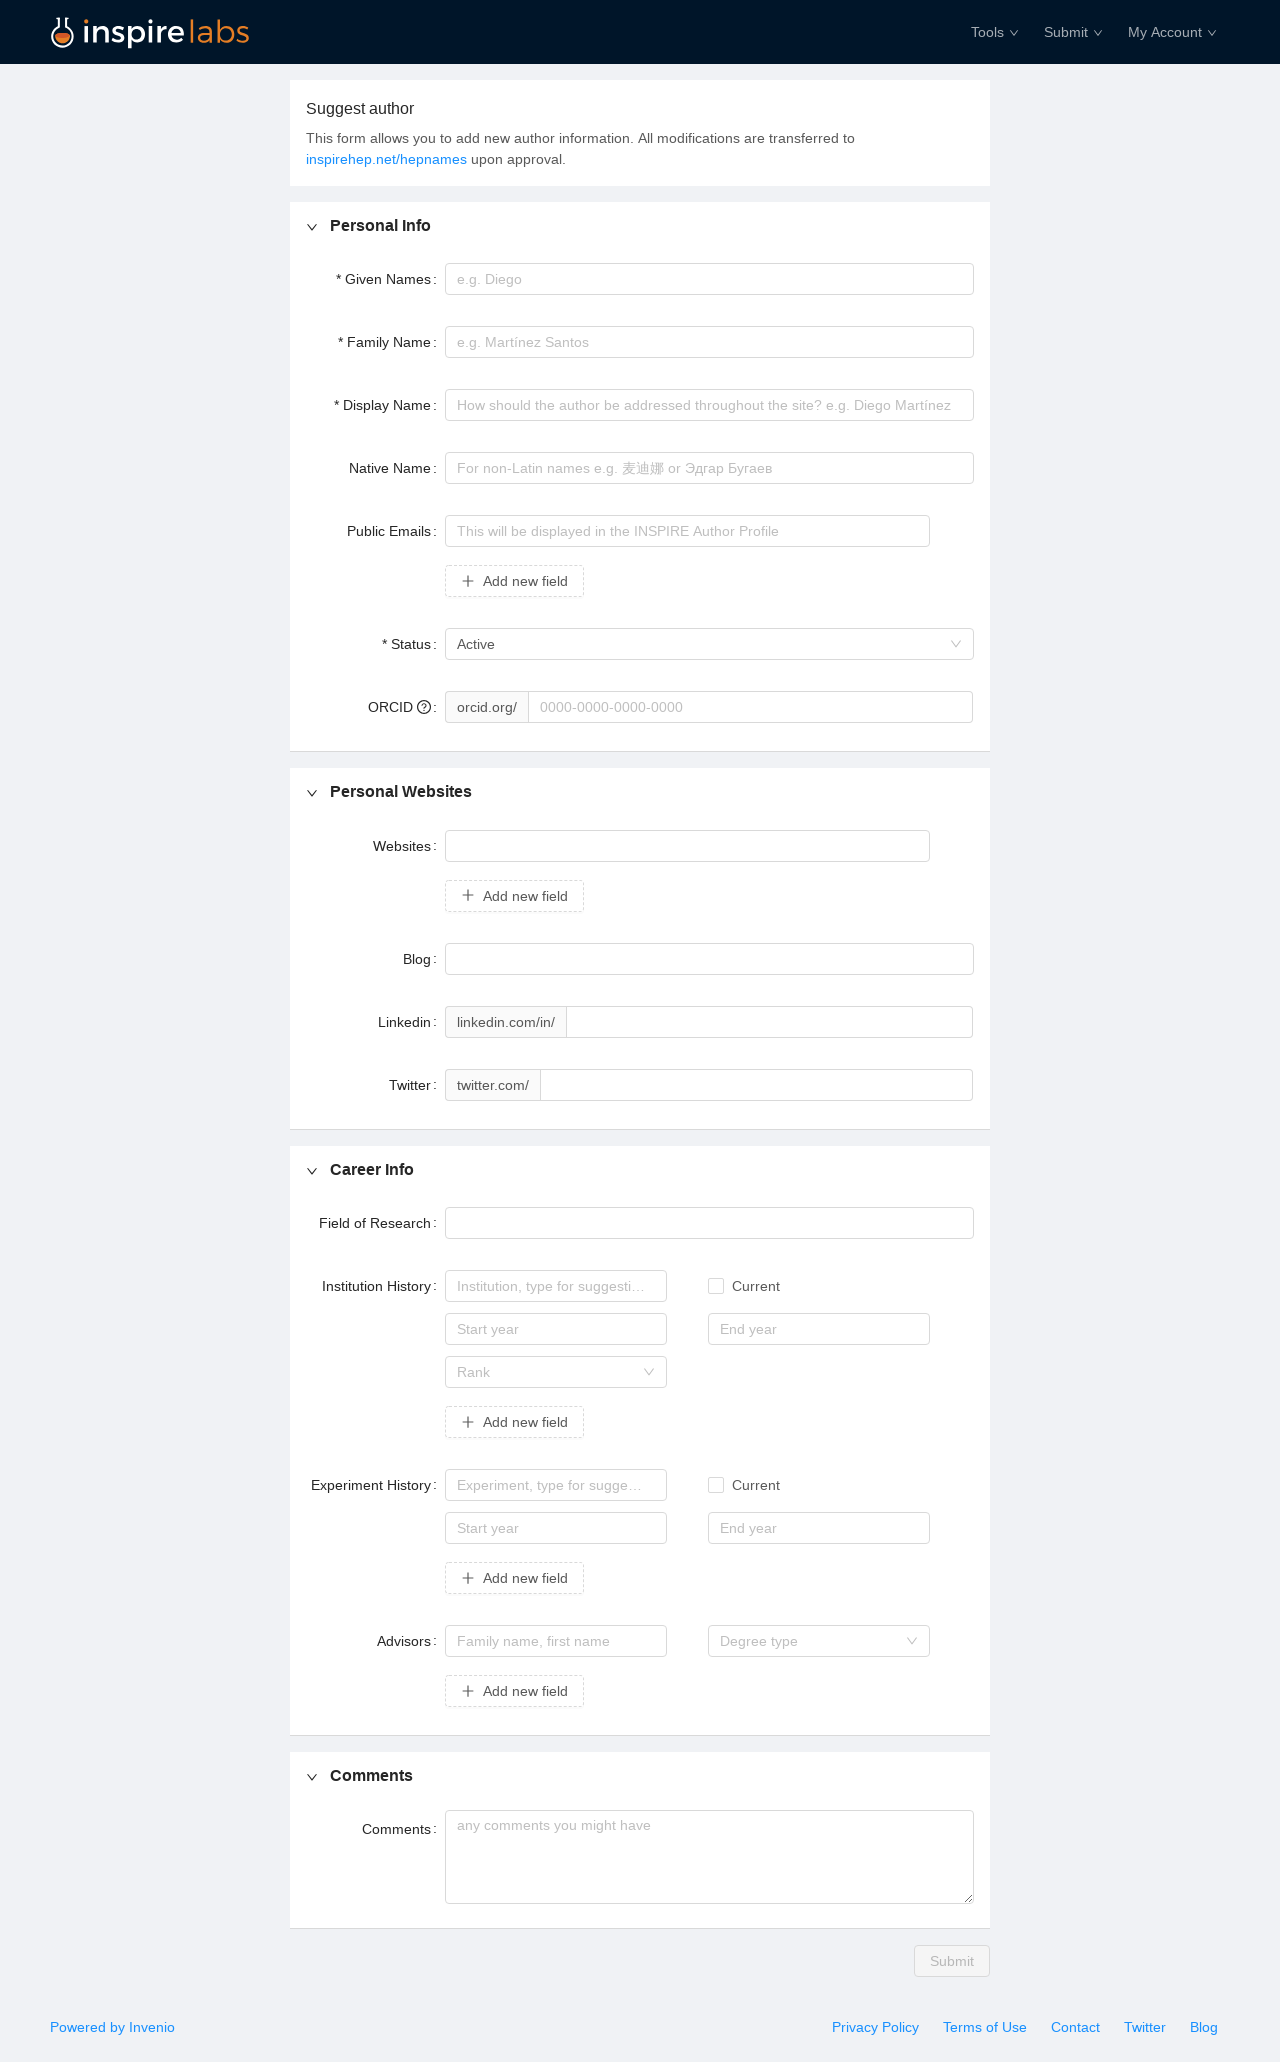 inspire labs
Tools
Submit
My Account
Suggest author
This form allows you to add new author information. All modifications are transferred to
inspirehep.net/hepnames upon approval.
Personal Info
* Given Names :
e.g. Diego
* Family Name :
e.g. Martínez Santos
* Display Name :
How should the author be addressed throughout the site? e.g. Diego Martínez
Native Name :
For non-Latin names e.g. 麦迪娜 or Эдгар Бугаев
Public Emails :
This will be displayed in the INSPIRE Author Profile
Add new field
* Status :
Active
ORCID ? :
orcid.org/
0000-0000-0000-0000
Personal Websites
Websites :
Add new field
Blog :
Linkedin :
linkedin.com/in/
Twitter :
twitter.com/
Career Info
Field of Research :
Institution History :
Institution, type for suggesti…
Current
Start year
End year
Rank
Add new field
Experiment History :
Experiment, type for sugge…
Current
Start year
End year
Add new field
Advisors :
Family name, first name
Degree type
Add new field
Comments
Comments :
any comments you might have
Submit
Powered by Invenio
Privacy Policy
Terms of Use
Contact
Twitter
Blog